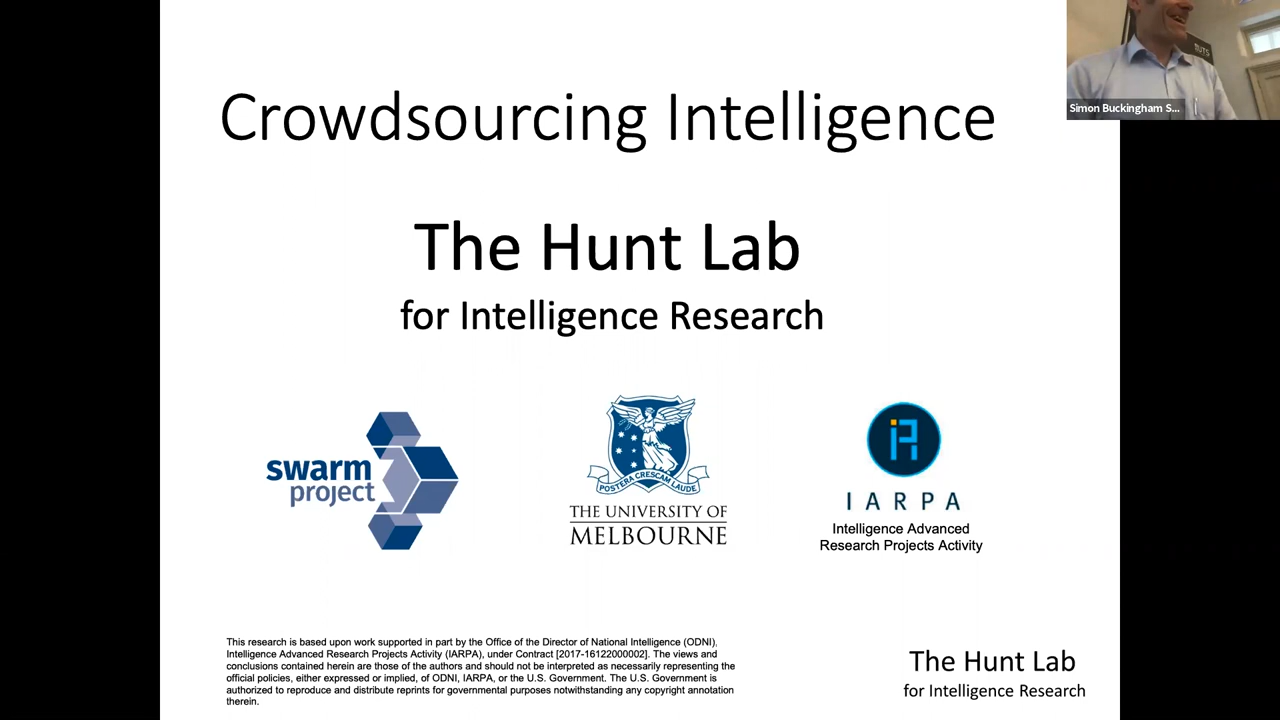 Crowdsourcing Intelligence
UTS
Simon Buckingham S...
The Hunt Lab
for Intelligence Research
swarm
project
POSTERA CRESCAM LAUDE
THE UNIVERSITY OF
MELBOURNE
IARPA
Intelligence Advanced
Research Projects Activity
This research is based upon work supported in part by the Office of the Director of National Intelligence (ODNI),
Intelligence Advanced Research Projects Activity (IARPA), under Contract [2017-16122000002]. The views and
conclusions contained herein are those of the authors and should not be interpreted as necessarily representing the
official policies, either expressed or implied, of ODNI, IARPA, or the U.S. Government. The U.S. Government is
authorized to reproduce and distribute reprints for governmental purposes notwithstanding any copyright annotation
therein.
The Hunt Lab
for Intelligence Research